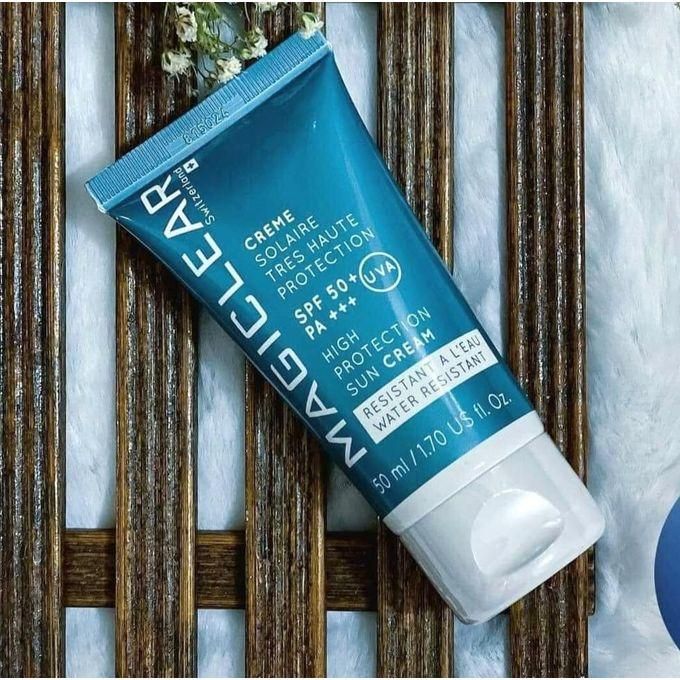 MAGICLEAR
Switzerland
CREME
SOLAIRE
TRES HAUTE
PROTECTION
SPF 50+
PA +++
UVA
HIGH
PROTECTION
SUN CREAM
RESISTANT A L'EAU
WATER RESISTANT
50 ml / 1.70 US fl. Oz.